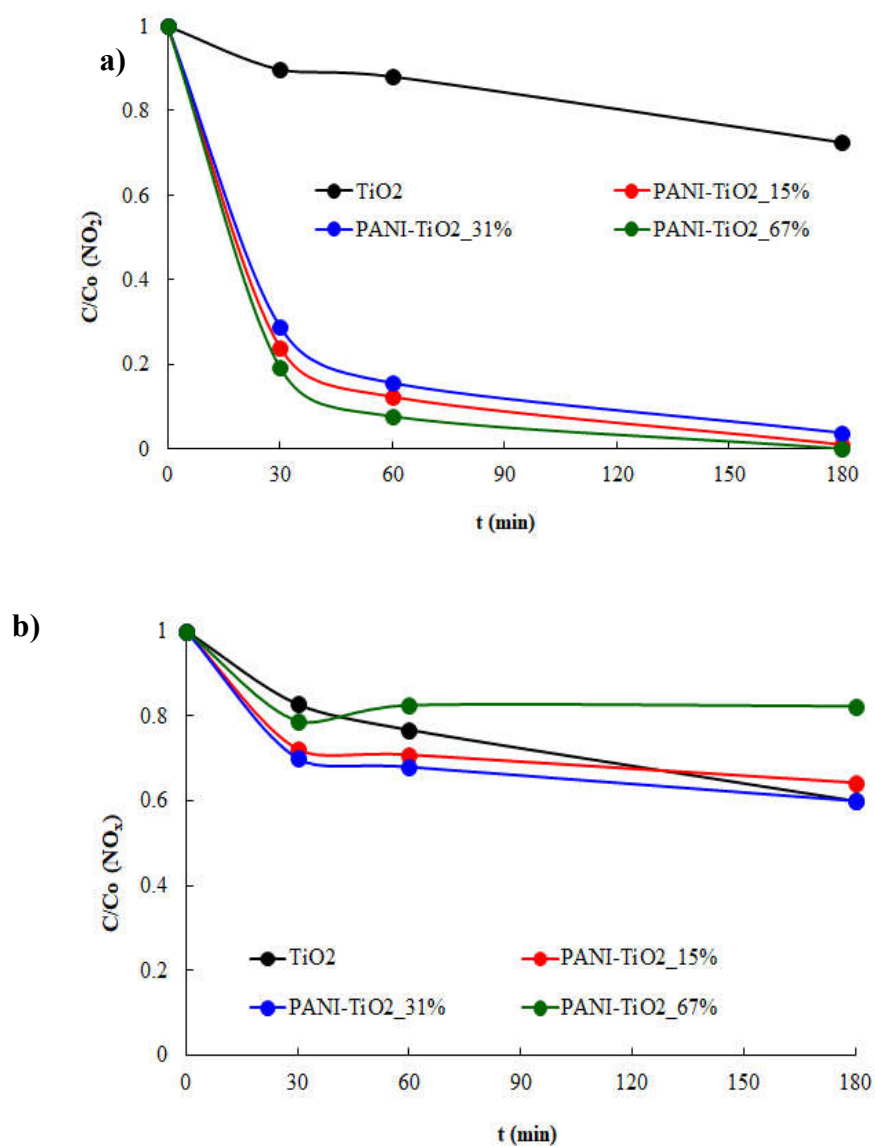 a)
C/Co (NO2)
1
0.8
0.6
0.4
0.2
0
TiO2 PANI-TiO2_15%
PANI-TiO2_31% PANI-TiO2_67%
0 30 60 90 120 150 180
t (min)
b)
C/Co (NOx)
1
0.8
0.6
0.4
0.2
0
TiO2 PANI-TiO2_15%
PANI-TiO2_31% PANI-TiO2_67%
0 30 60 90 120 150 180
t (min)